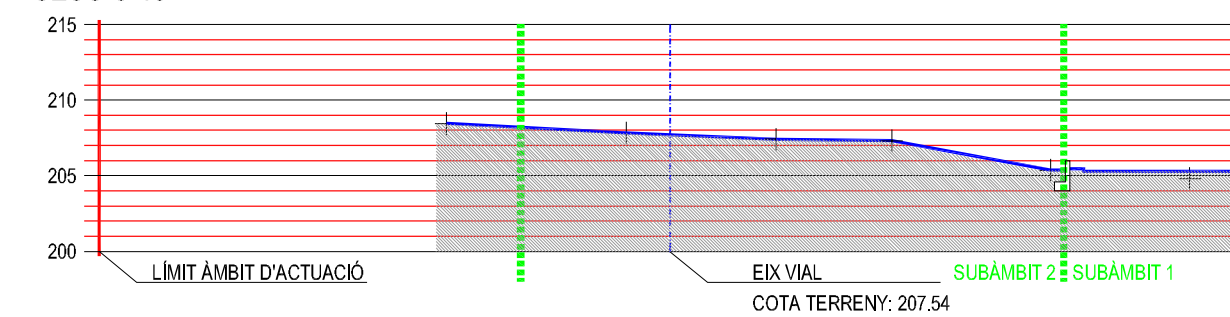 215
210
205
200
LÍMIT ÀMBIT D'ACTUACIÓ
EIX VIAL
SUBÀMBIT 2
SUBÀMBIT 1
COTA TERRENY: 207.54